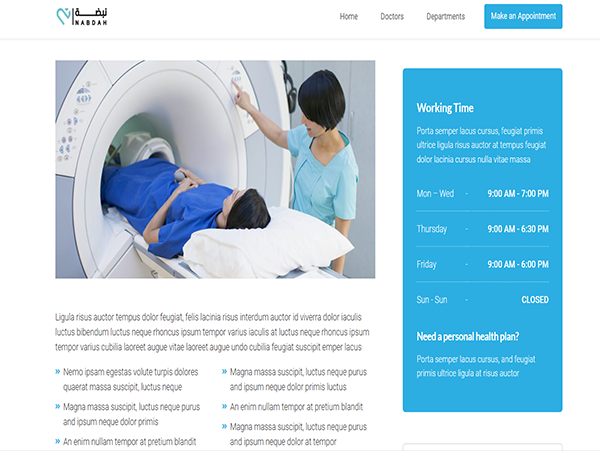 نبضة
NABDAH
Home
Doctors
Departments
Make an Appointment
Working Time
Porta semper lacus cursus, feugiat primis
ultrice ligula risus auctor at tempus feugiat
dolor lacinia cursus nulla vitae massa
Mon – Wed - 9:00 AM - 7:00 PM
Thursday - 9:00 AM - 6:30 PM
Friday - 9:00 AM - 6:00 PM
Sun - Sun - CLOSED
Need a personal health plan?
Porta semper lacus cursus, and feugiat
primis ultrice ligula at risus auctor
Ligula risus auctor tempus dolor feugiat, felis lacinia risus interdum auctor id viverra dolor iaculis
luctus bibendum luctus neque rhoncus ipsum tempor varius iaculis at luctus neque rhoncus ipsum
tempor varius cubilia laoreet augue vitae laoreet augue undo cubilia feugiat suscipit emper lacus
» Nemo ipsam egestas volute turpis dolores
quaerat massa suscipit, luctus neque
» Magna massa suscipit, luctus neque purus
and ipsum neque dolor primis
» An enim nullam tempor at pretium blandit
» Magna massa suscipit, luctus neque purus
and ipsum neque dolor primis luctus
» An enim nullam tempor at pretium blandit
» Magna massa suscipit, luctus neque purus
and ipsum neque dolor at tempor